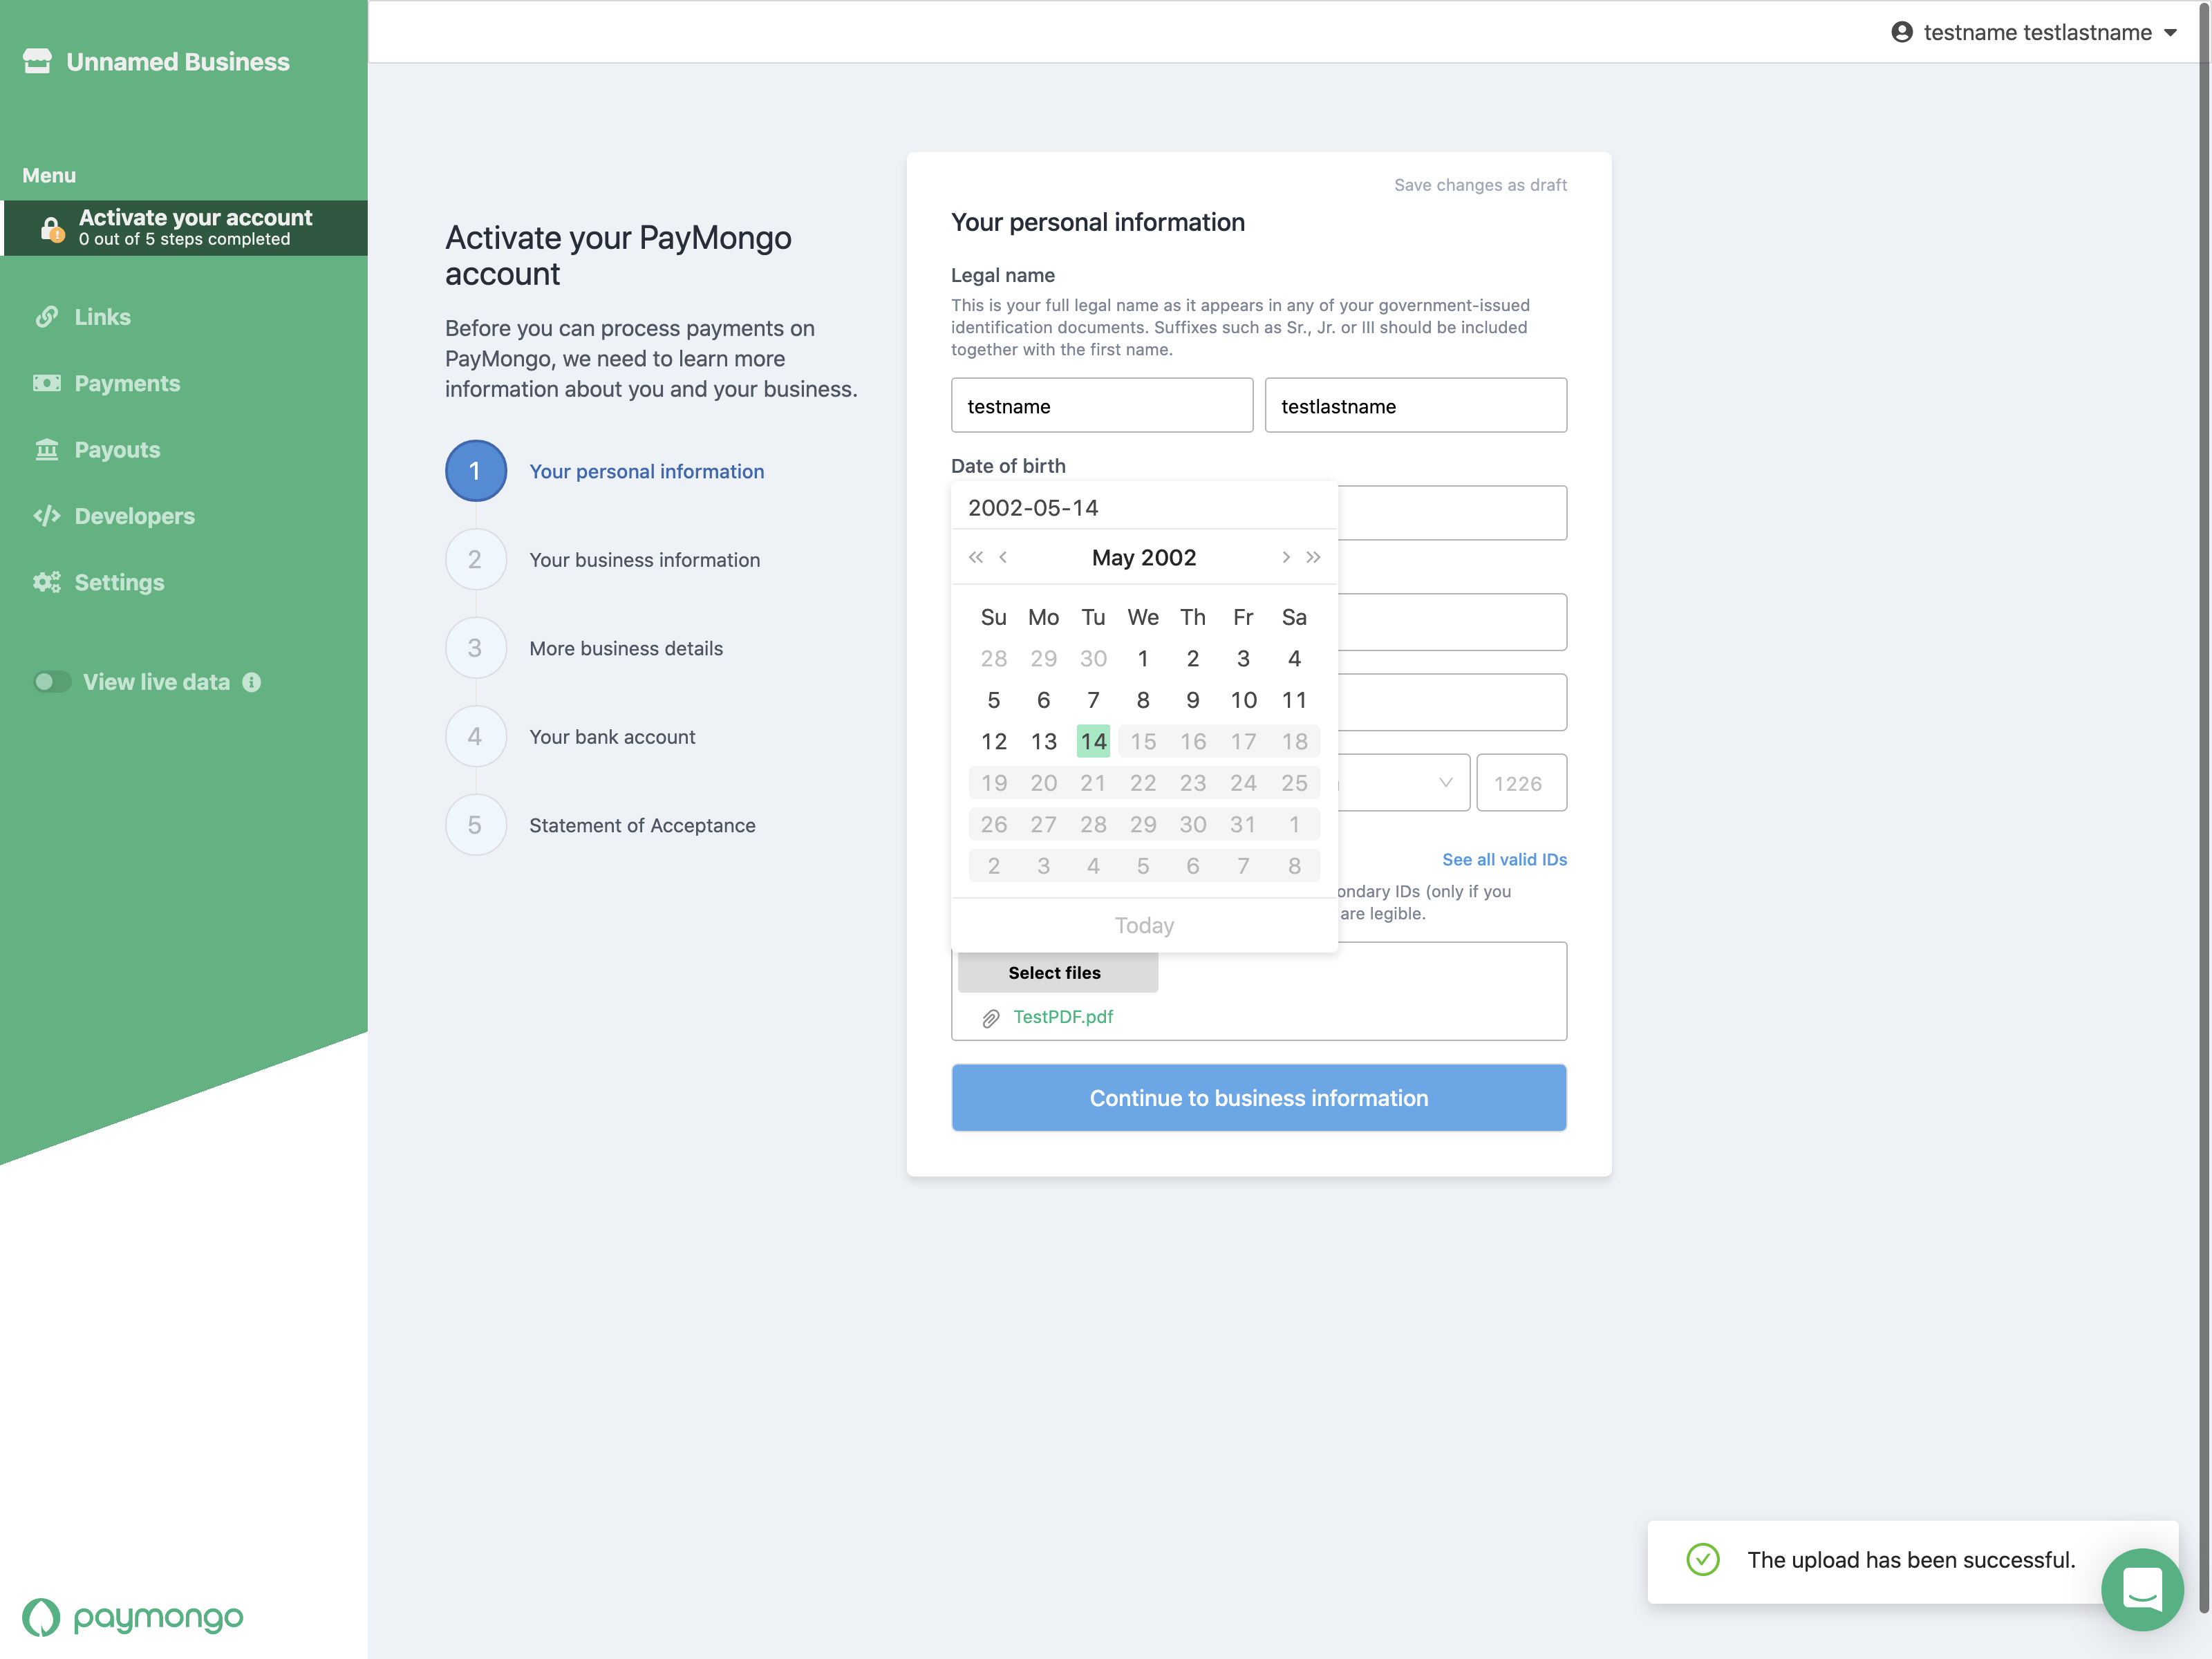 Unnamed Business
testname testlastname
Menu
Activate your account
0 out of 5 steps completed
Links
Payments
Payouts
Developers
Settings
View live data
paymongo
Activate your PayMongo
account
Before you can process payments on
PayMongo, we need to learn more
information about you and your business.
1 Your personal information
2 Your business information
3 More business details
4 Your bank account
5 Statement of Acceptance
Save changes as draft
Your personal information
Legal name
This is your full legal name as it appears in any of your government-issued
identification documents. Suffixes such as Sr., Jr. or III should be included
together with the first name.
testname testlastname
Date of birth
2002-05-14
May 2002
Su Mo Tu We Th Fr Sa
28 29 30 1 2 3 4
5 6 7 8 9 10 11
12 13 14 15 16 17 18
19 20 21 22 23 24 25
26 27 28 29 30 31 1
2 3 4 5 6 7 8
Today
1226
See all valid IDs
ondary IDs (only if you
are legible.
Select files
TestPDF.pdf
Continue to business information
The upload has been successful.